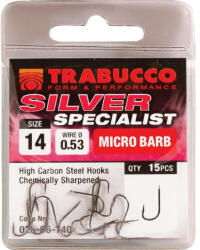 TRABUCCO
FORM & PERFORMANCE
SILVER
SPECIALIST
SIZE
14
WIRE Ø
0.53
MICRO BARB
High Carbon Steel Hooks
Chemically Sharpened
QTY 15PCS